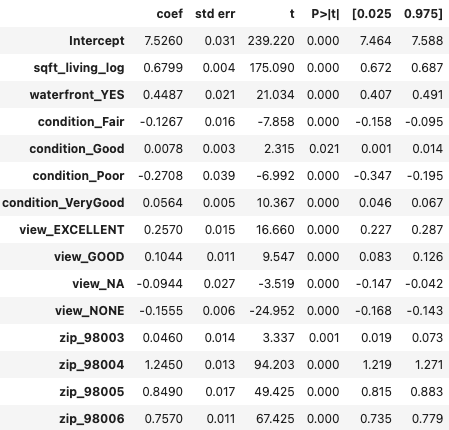 coef std err t P>|t| [0.025 0.975]
Intercept 7.5260 0.031 239.220 0.000 7.464 7.588
sqft_living_log 0.6799 0.004 175.090 0.000 0.672 0.687
waterfront_YES 0.4487 0.021 21.034 0.000 0.407 0.491
condition_Fair -0.1267 0.016 -7.858 0.000 -0.158 -0.095
condition_Good 0.0078 0.003 2.315 0.021 0.001 0.014
condition_Poor -0.2708 0.039 -6.992 0.000 -0.347 -0.195
condition_VeryGood 0.0564 0.005 10.367 0.000 0.046 0.067
view_EXCELLENT 0.2570 0.015 16.660 0.000 0.227 0.287
view_GOOD 0.1044 0.011 9.547 0.000 0.083 0.126
view_NA -0.0944 0.027 -3.519 0.000 -0.147 -0.042
view_NONE -0.1555 0.006 -24.952 0.000 -0.168 -0.143
zip_98003 0.0460 0.014 3.337 0.001 0.019 0.073
zip_98004 1.2450 0.013 94.203 0.000 1.219 1.271
zip_98005 0.8490 0.017 49.425 0.000 0.815 0.883
zip_98006 0.7570 0.011 67.425 0.000 0.735 0.779